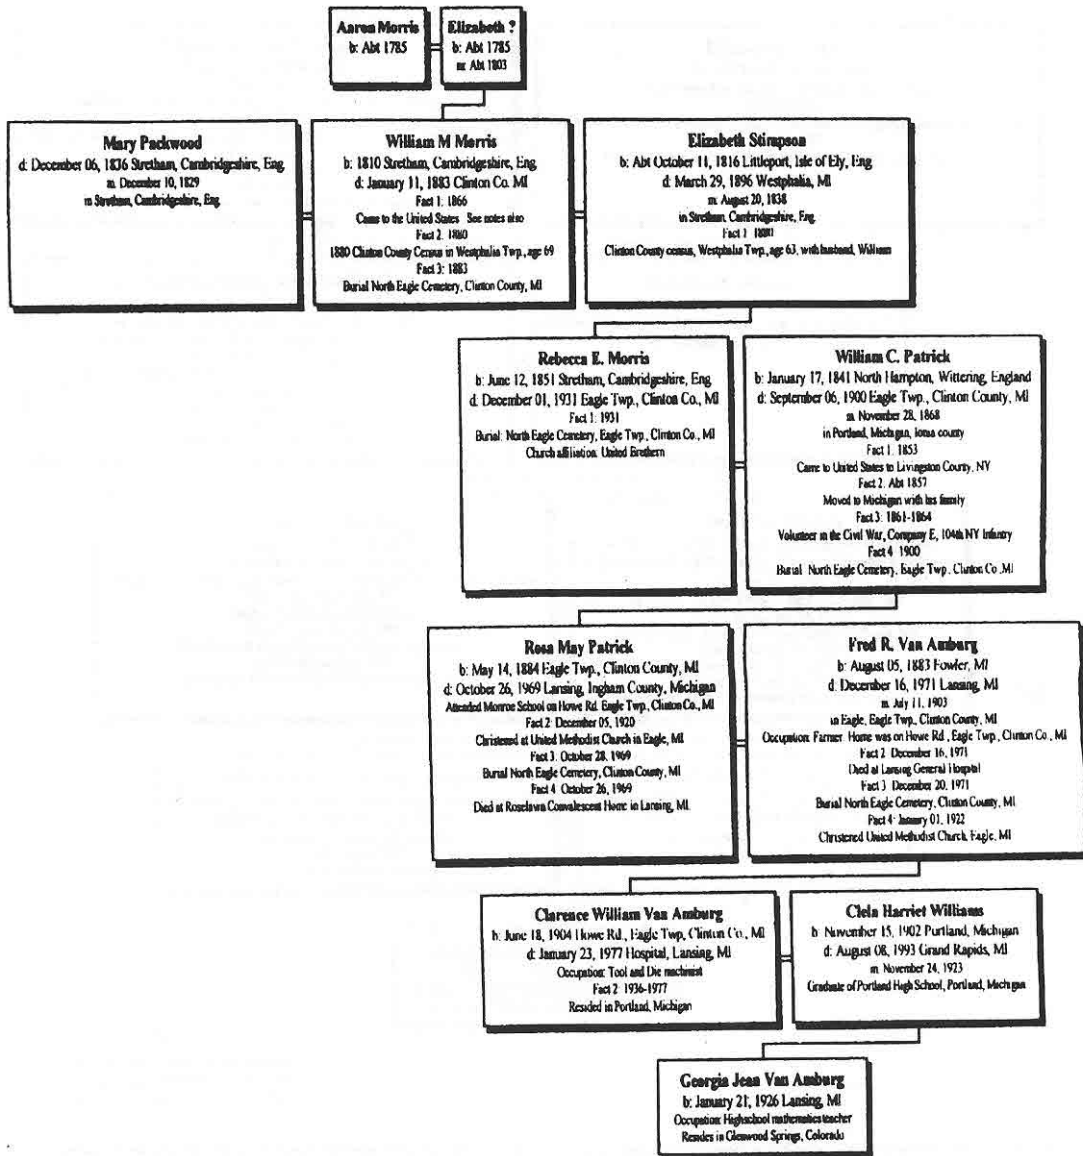 Aaron Morris
b: Abt 1785
Elizabeth ?
b: Abt 1785
m: Abt 1803
Mary Packwood
d: December 06, 1836 Stretham, Cambridgeshire, Eng
m: December 10, 1829
in Stretham, Cambridgeshire, Eng
William M Morris
b: 1810 Stretham, Cambridgeshire, Eng
d: January 11, 1883 Clinton Co. MI
Fact 1: 1866
Came to the United States See notes also
Fact 2: 1880
1880 Clinton County Census in Westphalia Twp., age 69
Fact 3: 1883
Burial North Eagle Cemetery, Clinton County, MI
Elizabeth Stimpson
b: Abt October 11, 1816 Littleport, Isle of Ely, Eng
d: March 29, 1896 Westphalia, MI
m: August 20, 1838
in Stretham, Cambridgeshire, Eng.
Fact 1: 1880
Clinton County census, Westphalia Twp., age 63, with husband, William
Rebecca E. Morris
b: June 12, 1851 Stretham, Cambridgeshire, Eng
d: December 01, 1931 Eagle Twp., Clinton Co., MI
Fact 1: 1931
Burial: North Eagle Cemetery, Eagle Twp., Clinton Co., MI
Church affiliation: United Brethern
William C. Patrick
b: January 17, 1841 North Hampton, Wittering, England
d: September 06, 1900 Eagle Twp., Clinton County, MI
m: November 28, 1868
in Portland, Michigan, Ionia county
Fact 1: 1853
Came to United States to Livingston County, NY
Fact 2: Abt 1857
Moved to Michigan with his family
Fact 3: 1861-1864
Volunteer in the Civil War, Company E, 104th NY Infantry
Fact 4: 1900
Burial: North Eagle Cemetery, Eagle Twp., Clinton Co.,MI
Rosa May Patrick
b: May 14, 1884 Eagle Twp., Clinton County, MI
d: October 26, 1969 Lansing, Ingham County, Michigan
Attended Monroe School on Howe Rd. Eagle Twp., Clinton Co., MI
Fact 2: December 05, 1920
Christened at United Methodist Church in Eagle, MI
Fact 3: October 28, 1969
Burial North Eagle Cemetery, Clinton County, MI
Fact 4: October 26, 1969
Died at Roselawn Convalescent Home in Lansing, MI.
Fred R. Van Amburg
b: August 05, 1883 Fowler, MI
d: December 16, 1971 Lansing, MI
m: July 11, 1903
in Eagle, Eagle Twp., Clinton County, MI
Occupation: Farmer. Home was on Howe Rd., Eagle Twp., Clinton Co., MI
Fact 2: December 16, 1971
Died at Lansing General Hospital
Fact 3: December 20, 1971
Burial North Eagle Cemetery, Clinton County, MI
Fact 4: January 01, 1922
Christened United Methodist Church, Eagle, MI
Clarence William Van Amburg
b: June 18, 1904 Howe Rd., Eagle Twp, Clinton Co., MI
d: January 23, 1977 Hospital, Lansing, MI
Occupation: Tool and Die machinist
Fact 2: 1936-1977
Resided in Portland, Michigan
Clela Harriet Williams
b: November 15, 1902 Portland, Michigan
d: August 08, 1993 Grand Rapids, MI
m: November 24, 1923
Graduate of Portland High School, Portland, Michigan
Georgia Jean Van Amburg
b: January 21, 1926 Lansing, MI
Occupation: Highschool mathematics teacher
Resides in Glenwood Springs, Colorado